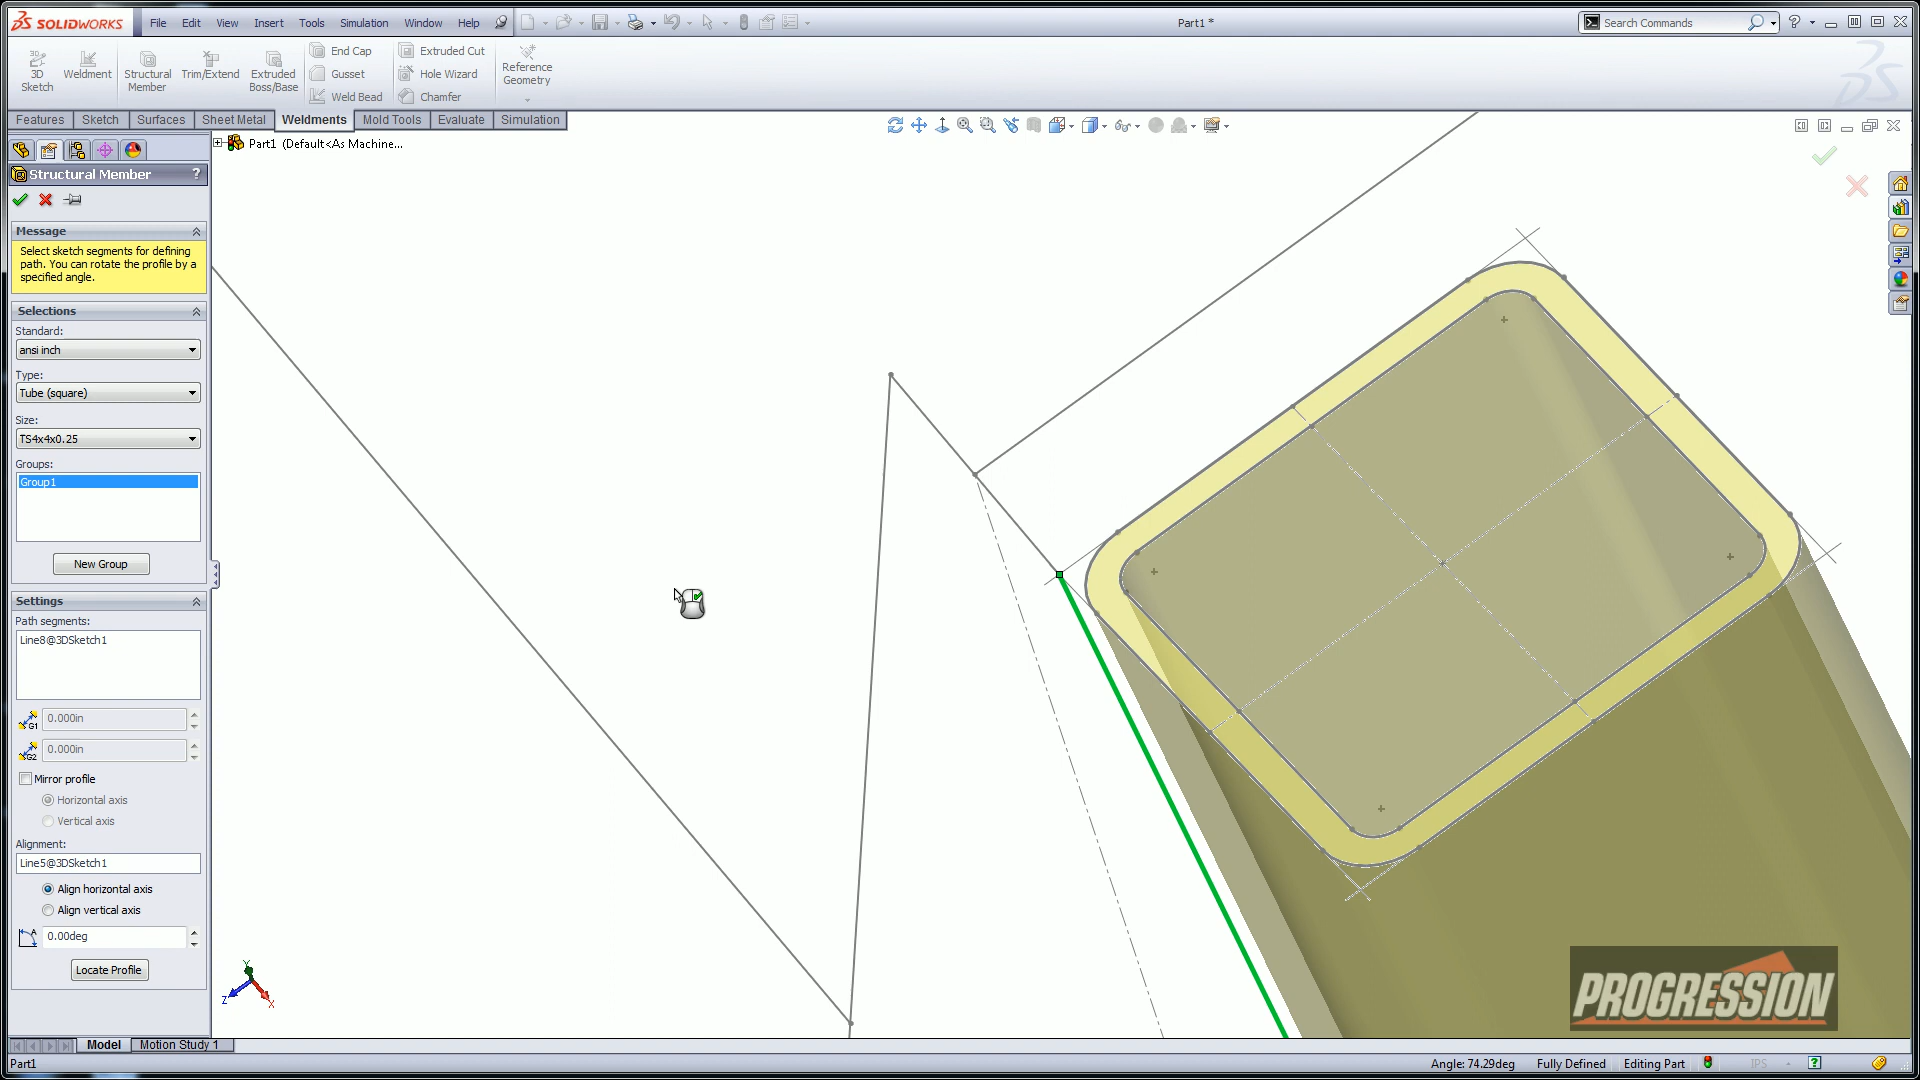 SOLIDWORKS File Edit View Insert Tools Simulation Window Help Part1 * Search Commands
3D Sketch
Weldment
Structural Member
Trim/Extend
Extruded Boss/Base
End Cap
Gusset
Weld Bead
Extruded Cut
Hole Wizard
Chamfer
Reference Geometry
Features Sketch Surfaces Sheet Metal Weldments Mold Tools Evaluate Simulation
Part1 (Default<As Machine...
Structural Member ?
Message
Select sketch segments for defining
path. You can rotate the profile by a
specified angle.
Selections
Standard:
ansi inch
Type:
Tube (square)
Size:
TS4x4x0.25
Groups:
Group1
New Group
Settings
Path segments:
Line8@3DSketch1
G1 0.000in
G2 0.000in
Mirror profile
Horizontal axis
Vertical axis
Alignment:
Line5@3DSketch1
Align horizontal axis
Align vertical axis
A 0.00deg
Locate Profile
Y
Z X
PROGRESSION
Model Motion Study 1
Part1 Angle: 74.29deg Fully Defined Editing Part IPS